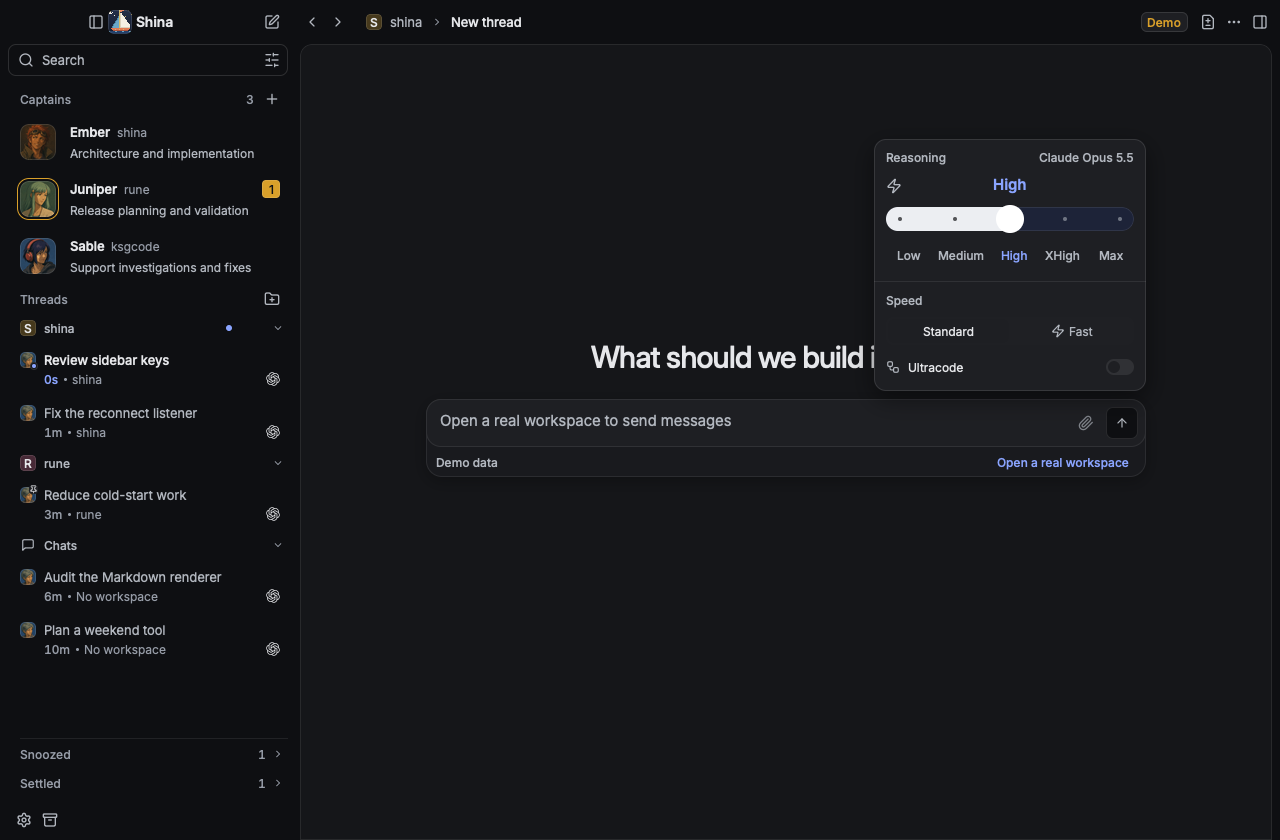 Shina
Search
Captains 3
Ember shina
Architecture and implementation
Juniper rune
1
Release planning and validation
Sable ksgcode
Support investigations and fixes
Threads
S shina
Review sidebar keys
0s • shina
Fix the reconnect listener
1m • shina
R rune
Reduce cold-start work
3m • rune
Chats
Audit the Markdown renderer
6m • No workspace
Plan a weekend tool
10m • No workspace
Snoozed 1
Settled 1
S shina > New thread
Demo
Reasoning Claude Opus 5.5
High
Low Medium High XHigh Max
Speed
Standard Fast
Ultracode
What should we build
Open a real workspace to send messages
Demo data Open a real workspace